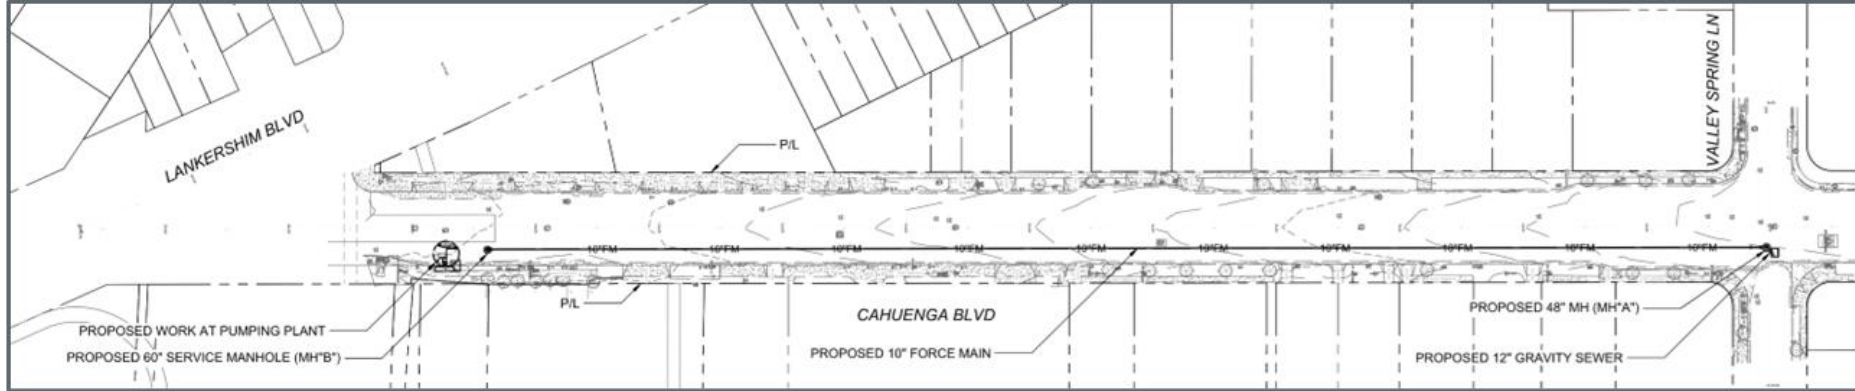 LANKERSHIM BLVD
VALLEY SPRING LN
P/L
10"FM 10"FM 10"FM 10"FM 10"FM 10"FM 10"FM 10"FM 10"FM 10"FM
P/L
CAHUENGA BLVD
PROPOSED WORK AT PUMPING PLANT
PROPOSED 60" SERVICE MANHOLE (MH"B")
PROPOSED 10" FORCE MAIN
PROPOSED 48" MH (MH"A")
PROPOSED 12" GRAVITY SEWER